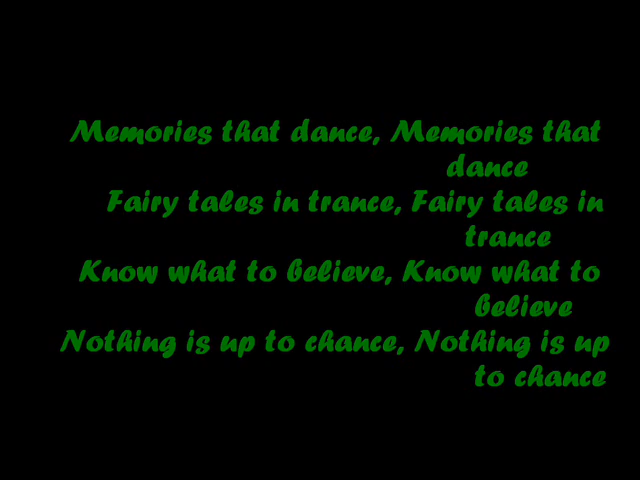 Memories that dance, Memories that
dance
Fairy tales in trance, Fairy tales in
trance
Know what to believe, Know what to
believe
Nothing is up to chance, Nothing is up
to chance